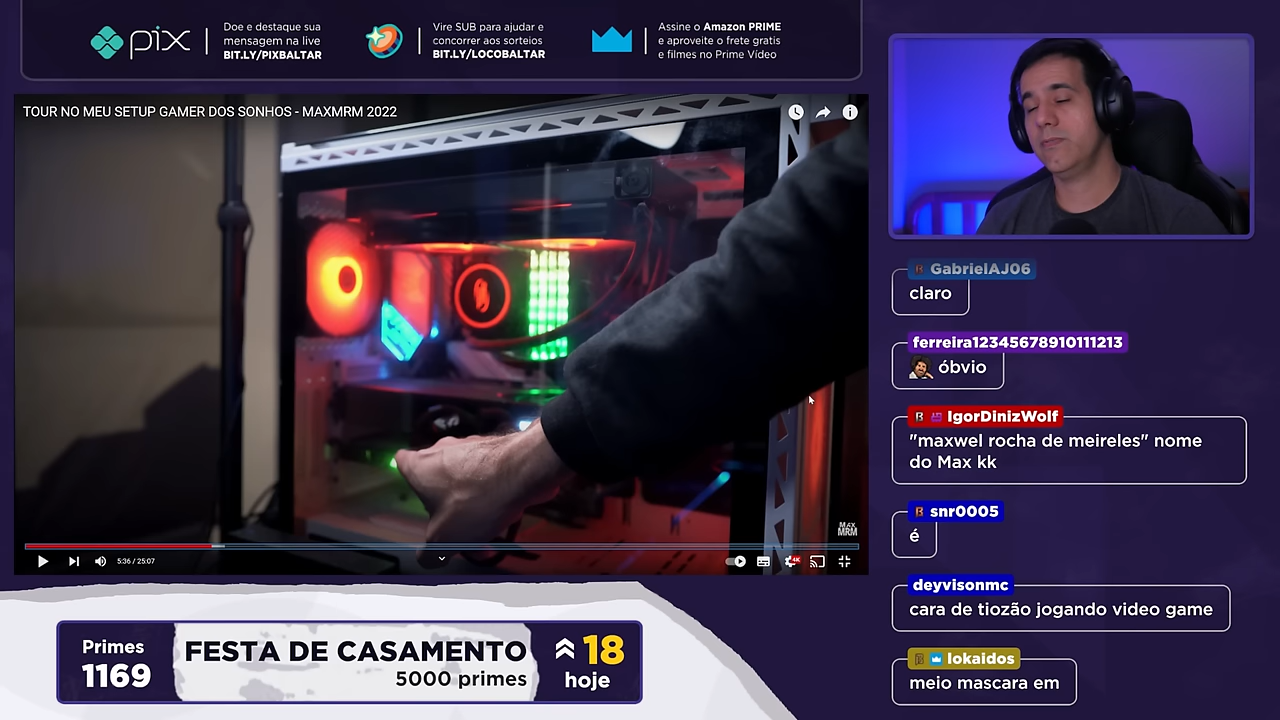 pix
Doe e destaque sua
mensagem na live
BIT.LY/PIXBALTAR
Vire SUB para ajudar e
concorrer aos sorteios
BIT.LY/LOCOBALTAR
Assine o Amazon PRIME
e aproveite o frete gratis
e filmes no Prime Vídeo
TOUR NO MEU SETUP GAMER DOS SONHOS - MAXMRM 2022
MAX
MRM
5:36 / 25:07
4K
GabrielAJ06
claro
ferreira12345678910111213
óbvio
IgorDinizWolf
"maxwel rocha de meireles" nome
do Max kk
snr0005
é
deyvisonmc
cara de tiozão jogando video game
lokaidos
meio mascara em
Primes
1169
FESTA DE CASAMENTO
5000 primes
18
hoje